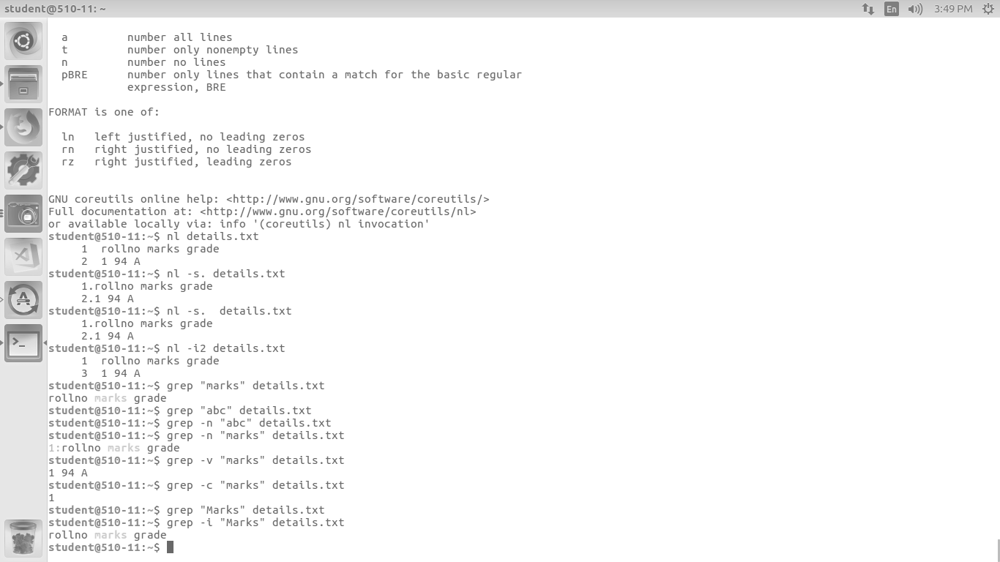 student@510-11: ~
En
3:49 PM
a         number all lines
t         number only nonempty lines
n         number no lines
pBRE      number only lines that contain a match for the basic regular
expression, BRE
FORMAT is one of:
ln   left justified, no leading zeros
rn   right justified, no leading zeros
rz   right justified, leading zeros
GNU coreutils online help: <http://www.gnu.org/software/coreutils/>
Full documentation at: <http://www.gnu.org/software/coreutils/nl>
or available locally via: info '(coreutils) nl invocation'
student@510-11:~$ nl details.txt
1  rollno marks grade
2  1 94 A
student@510-11:~$ nl -s. details.txt
1.rollno marks grade
2.1 94 A
student@510-11:~$ nl -s.  details.txt
1.rollno marks grade
2.1 94 A
student@510-11:~$ nl -i2 details.txt
1  rollno marks grade
3  1 94 A
student@510-11:~$ grep "marks" details.txt
rollno marks grade
student@510-11:~$ grep "abc" details.txt
student@510-11:~$ grep -n "abc" details.txt
student@510-11:~$ grep -n "marks" details.txt
1:rollno marks grade
student@510-11:~$ grep -v "marks" details.txt
1 94 A
student@510-11:~$ grep -c "marks" details.txt
1
student@510-11:~$ grep "Marks" details.txt
student@510-11:~$ grep -i "Marks" details.txt
rollno marks grade
student@510-11:~$